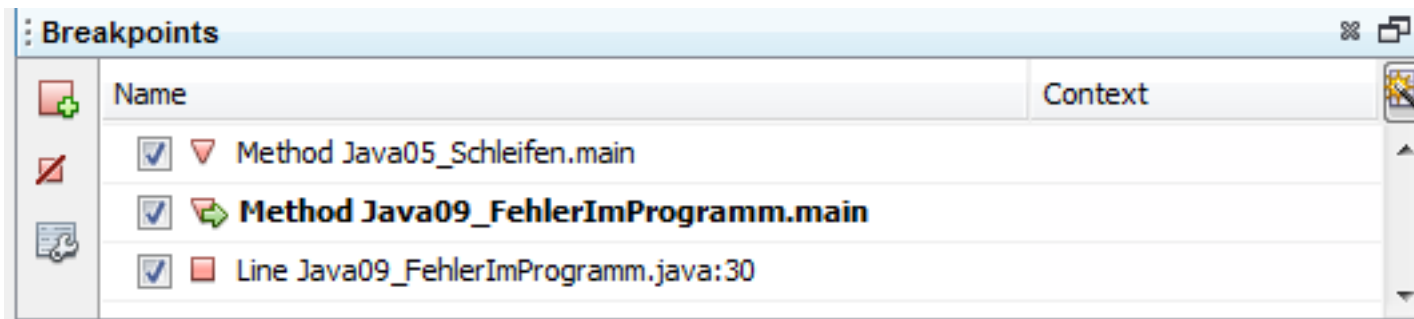 Breakpoints
Name Context
Method Java05_Schleifen.main
Method Java09_FehlerImProgramm.main
Line Java09_FehlerImProgramm.java:30